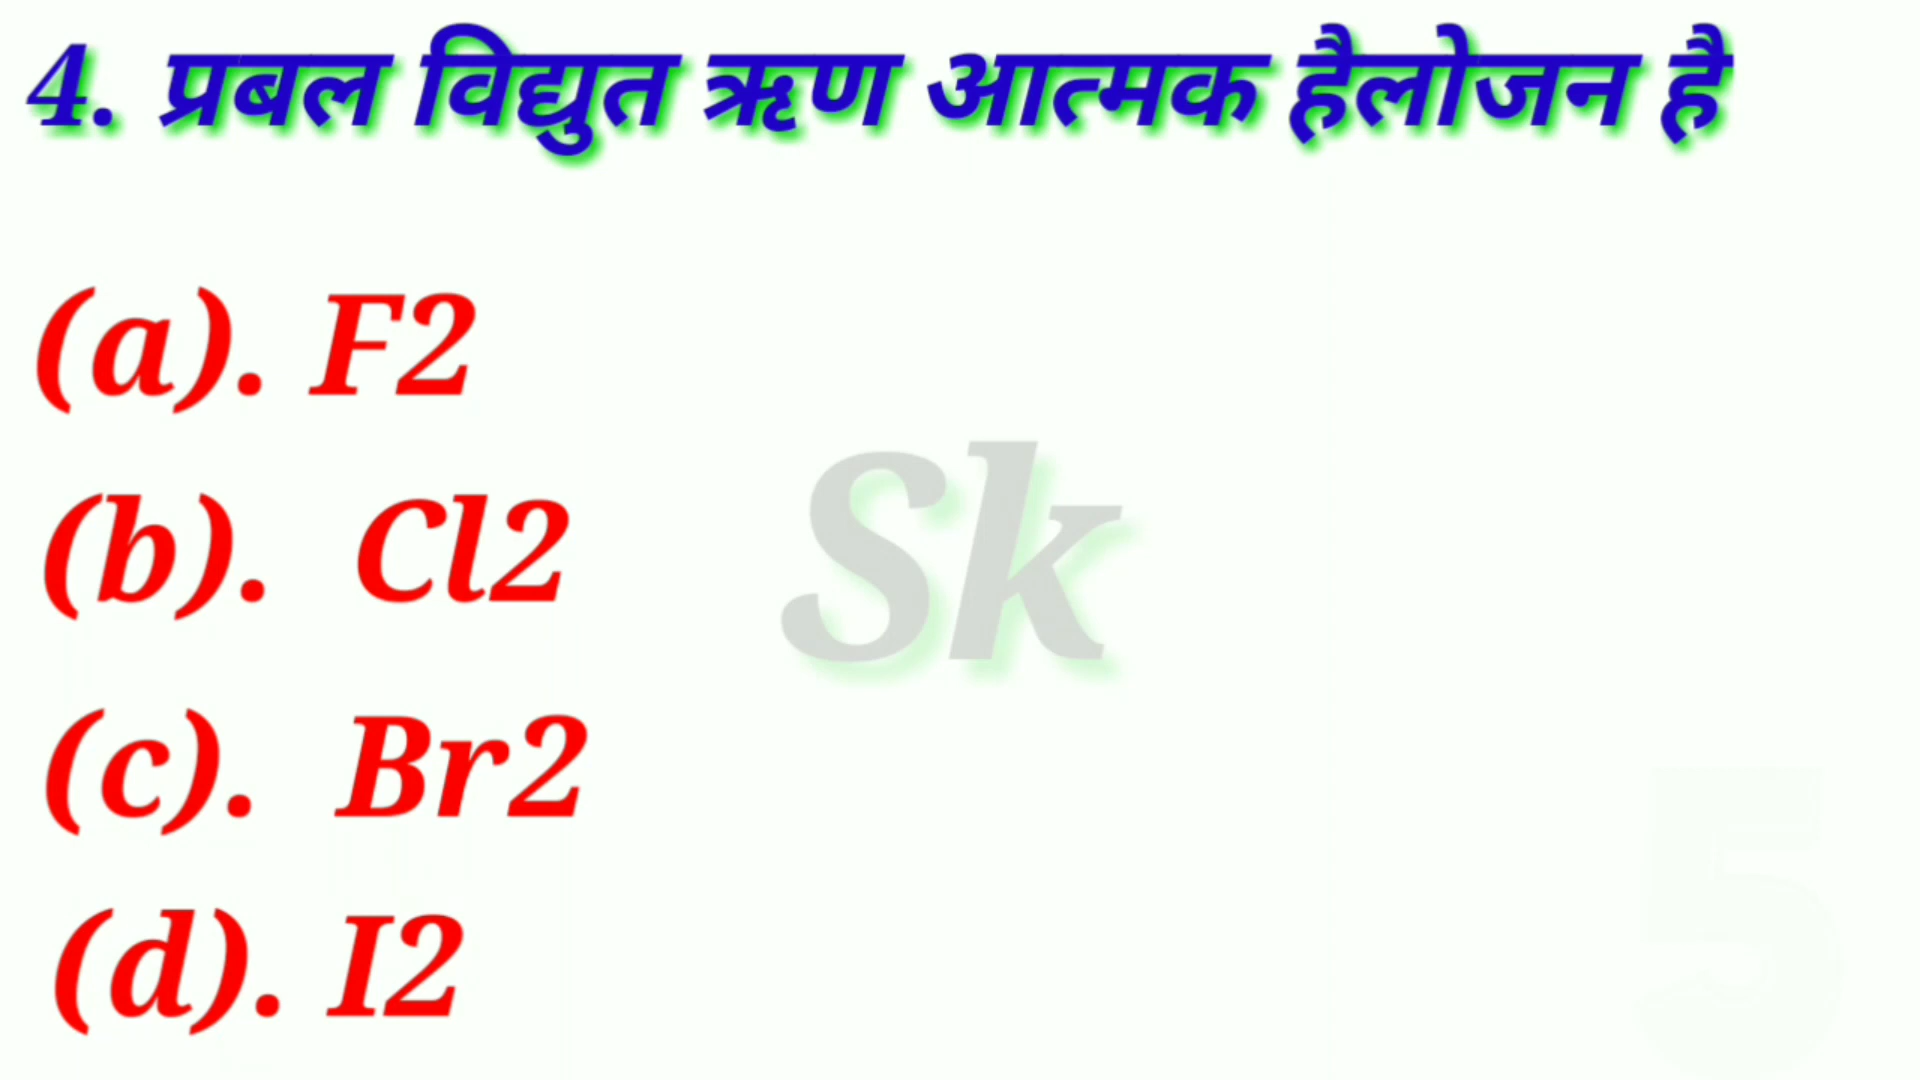 4. प्रबल विद्युत ऋण आत्मक हैलोजन है
(a). F2
(b). Cl2
Sk
(c). Br2
(d). I2
5